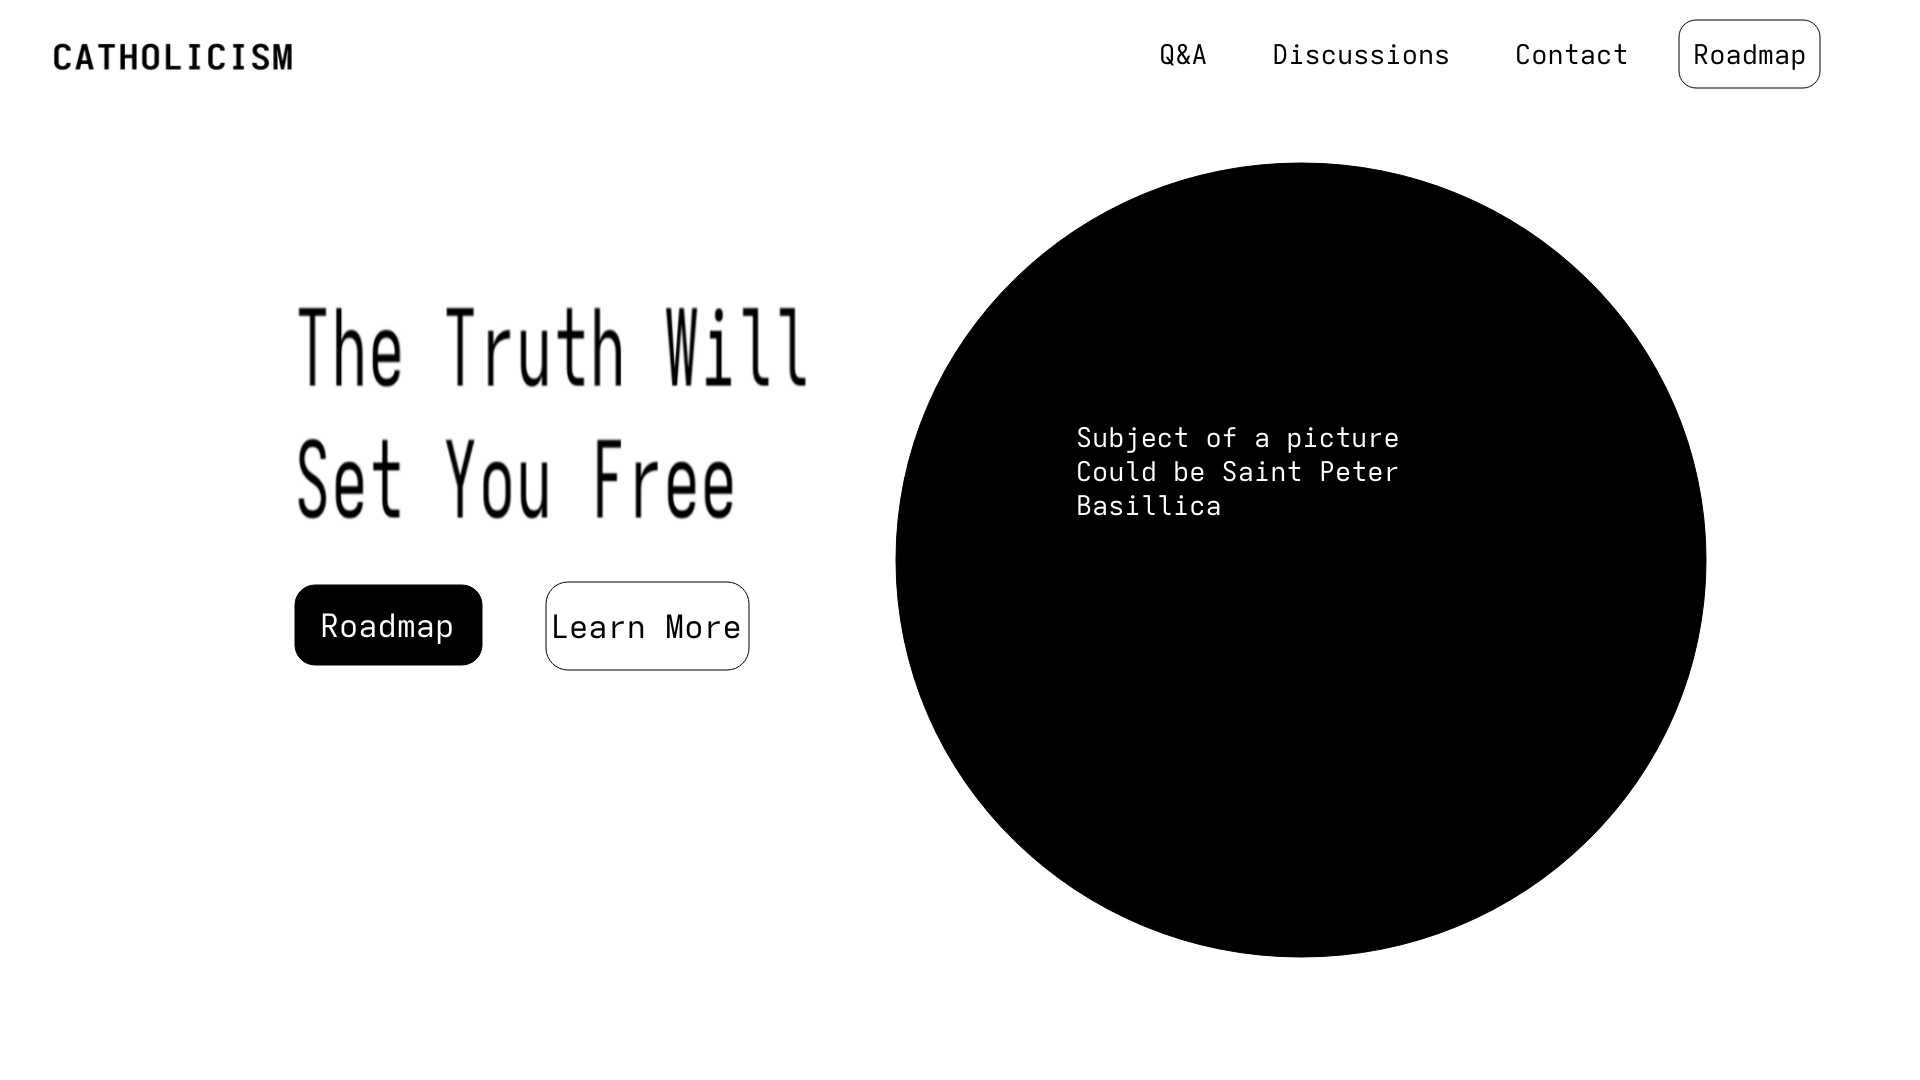 CATHOLICISM
Q&A
Discussions
Contact
Roadmap
The Truth Will
Set You Free
Roadmap
Learn More
Subject of a picture
Could be Saint Peter
Basillica